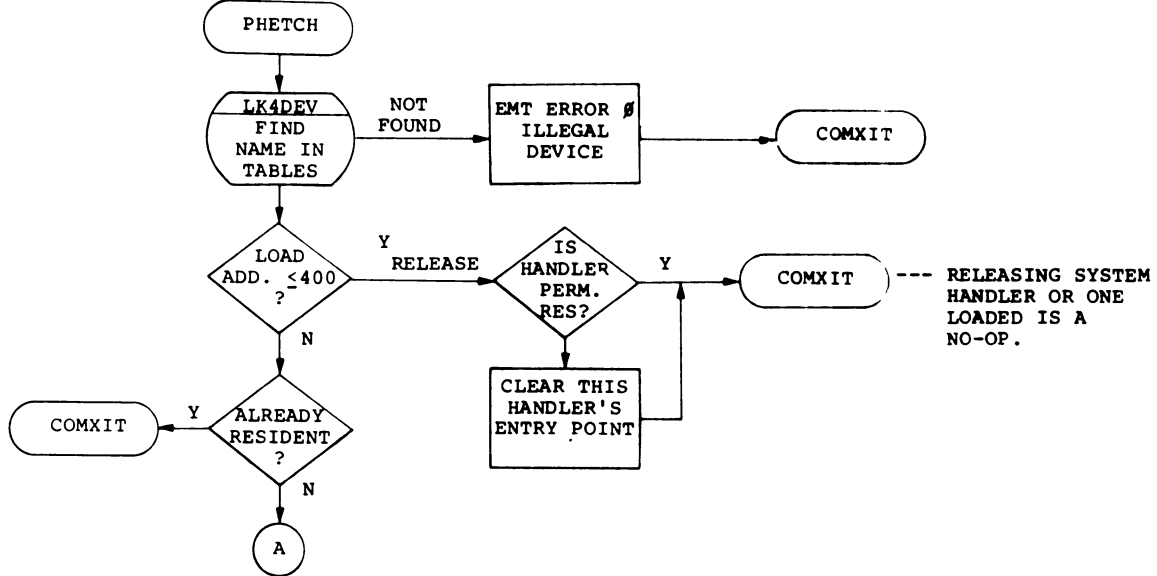 PHETCH
LK4DEV
FIND
NAME IN
TABLES
NOT
FOUND
EMT ERROR Ø
ILLEGAL
DEVICE
COMXIT
LOAD
ADD. ≤400
?
Y
RELEASE
IS
HANDLER
PERM.
RES?
Y
COMXIT
--- RELEASING SYSTEM
HANDLER OR ONE
LOADED IS A
NO-OP.
N
CLEAR THIS
HANDLER'S
ENTRY POINT
ALREADY
RESIDENT
?
Y
COMXIT
N
A